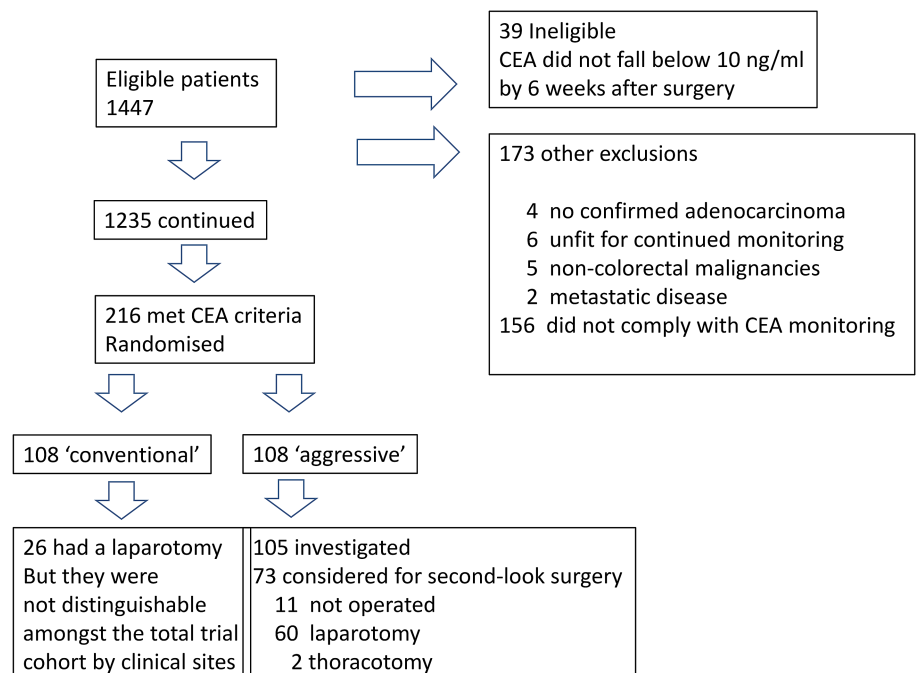 Eligible patients
1447
39 Ineligible
CEA did not fall below 10 ng/ml
by 6 weeks after surgery
173 other exclusions
4 no confirmed adenocarcinoma
6 unfit for continued monitoring
5 non-colorectal malignancies
2 metastatic disease
156 did not comply with CEA monitoring
1235 continued
216 met CEA criteria
Randomised
108 ‘conventional’
108 ‘aggressive’
26 had a laparotomy
But they were
not distinguishable
amongst the total trial
cohort by clinical sites
105 investigated
73 considered for second-look surgery
11 not operated
60 laparotomy
2 thoracotomy